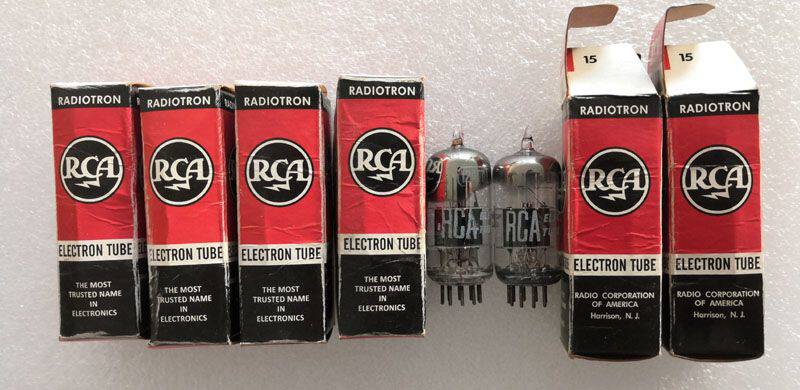 RADIOTRON
RCA
ELECTRON TUBE
THE MOST
TRUSTED NAME
IN
ELECTRONICS
RADIOTRON
RCA
ELECTRON TUBE
THE MOST
TRUSTED NAME
IN
ELECTRONICS
RADIOTRON
RCA
ELECTRON TUBE
THE MOST
TRUSTED NAME
IN
ELECTRONICS
RADIOTRON
RCA
ELECTRON TUBE
THE MOST
TRUSTED NAME IN
ELECTRONICS
RCA
RCA
15
RADIOTRON
RCA
ELECTRON TUBE
RADIO CORPORATION
OF AMERICA
Harrison, N. J.
15
RADIOTRON
RCA
ELECTRON TUBE
RADIO CORPORATION
OF AMERICA
Harrison, N. J.